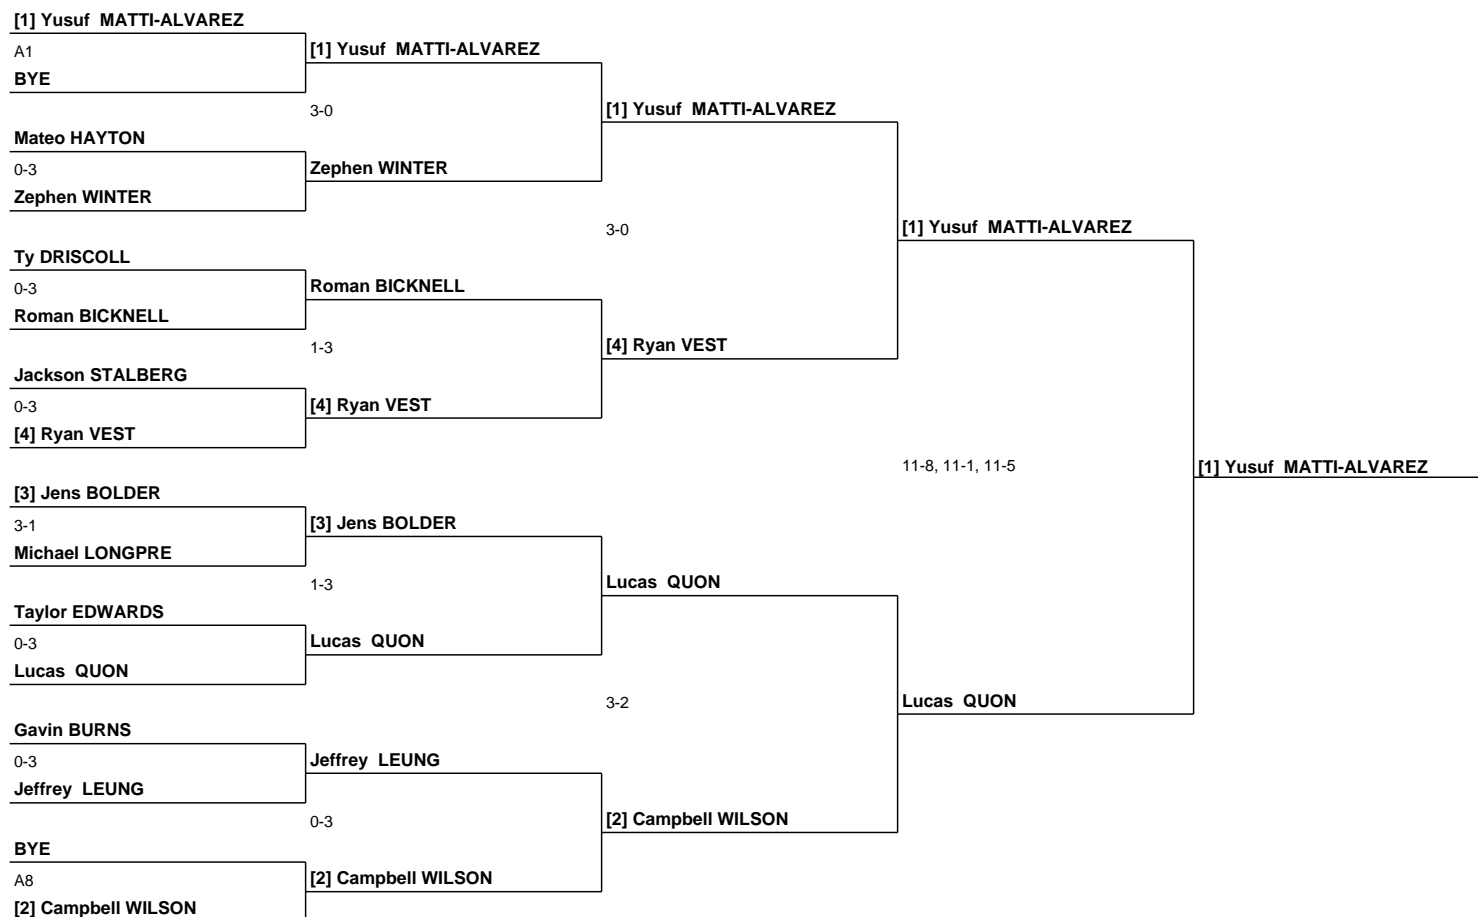 [1] Yusuf  MATTI-ALVAREZ
A1
[1] Yusuf  MATTI-ALVAREZ
BYE
3-0
[1] Yusuf  MATTI-ALVAREZ
Mateo HAYTON
0-3
Zephen WINTER
Zephen WINTER
3-0
[1] Yusuf  MATTI-ALVAREZ
Ty DRISCOLL
0-3
Roman BICKNELL
Roman BICKNELL
1-3
[4] Ryan VEST
Jackson STALBERG
0-3
[4] Ryan VEST
[4] Ryan VEST
11-8, 11-1, 11-5
[1] Yusuf  MATTI-ALVAREZ
[3] Jens BOLDER
3-1
[3] Jens BOLDER
Michael LONGPRE
1-3
Lucas  QUON
Taylor EDWARDS
0-3
Lucas  QUON
Lucas  QUON
3-2
Lucas  QUON
Gavin BURNS
0-3
Jeffrey  LEUNG
Jeffrey  LEUNG
0-3
[2] Campbell WILSON
BYE
A8
[2] Campbell WILSON
[2] Campbell WILSON